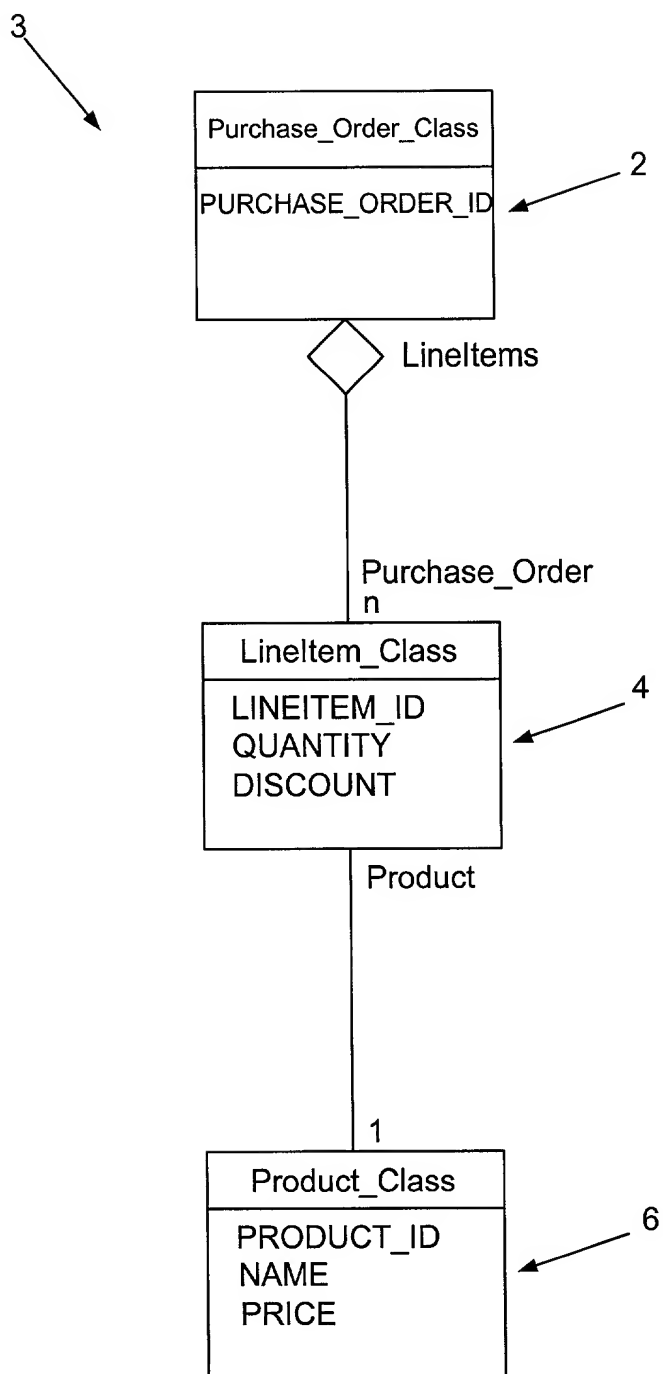 3
Purchase_Order_Class
2
PURCHASE_ORDER_ID
LineItems
Purchase_Order
n
LineItem_Class
4
LINEITEM_ID
QUANTITY
DISCOUNT
Product
1
Product_Class
6
PRODUCT_ID
NAME
PRICE